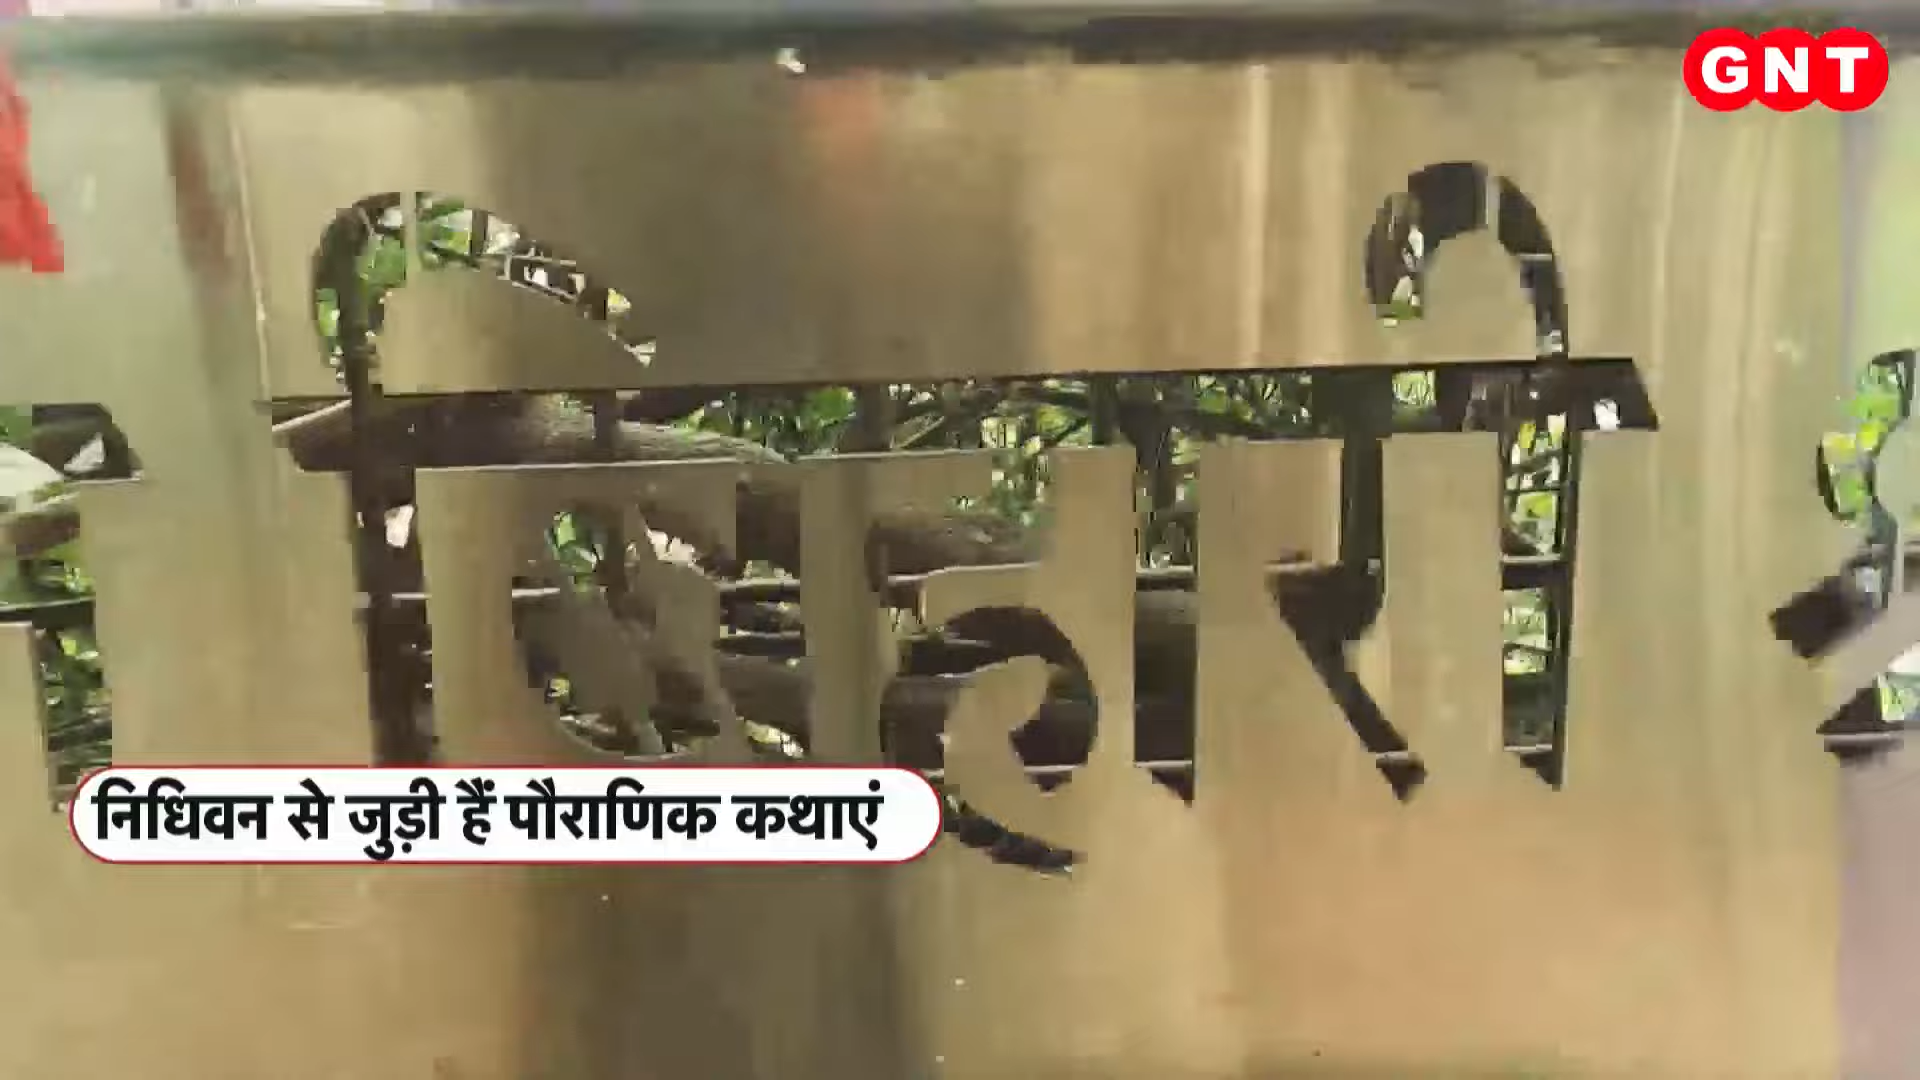 GNT
बिहारी
निधिवन से जुड़ी हैं पौराणिक कथाएं